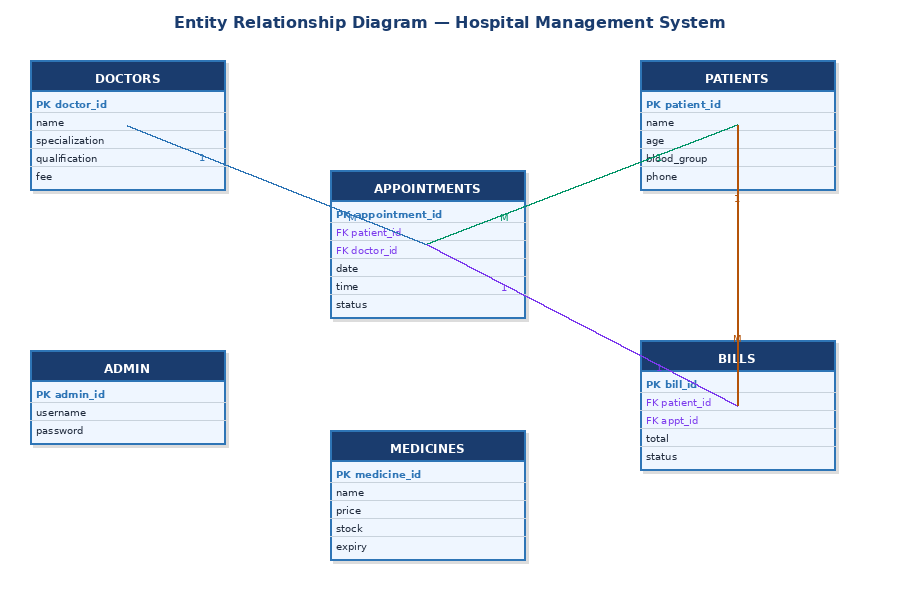 Entity Relationship Diagram — Hospital Management System
DOCTORS
PK doctor_id
name
specialization
qualification
fee
1
PATIENTS
PK patient_id
name
age
blood_group
phone
1
APPOINTMENTS
PK appointment_id
M
M
FK patient_id
FK doctor_id
date
time
1
status
ADMIN
PK admin_id
username
password
M
BILLS
1
PK bill_id
FK patient_id
FK appt_id
total
status
MEDICINES
PK medicine_id
name
price
stock
expiry